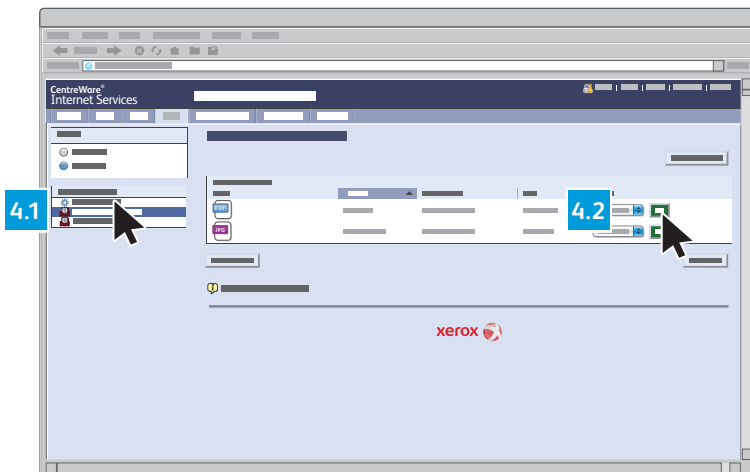 CentreWare®
Internet Services
4.1
4.2
PDF
JPG
xerox